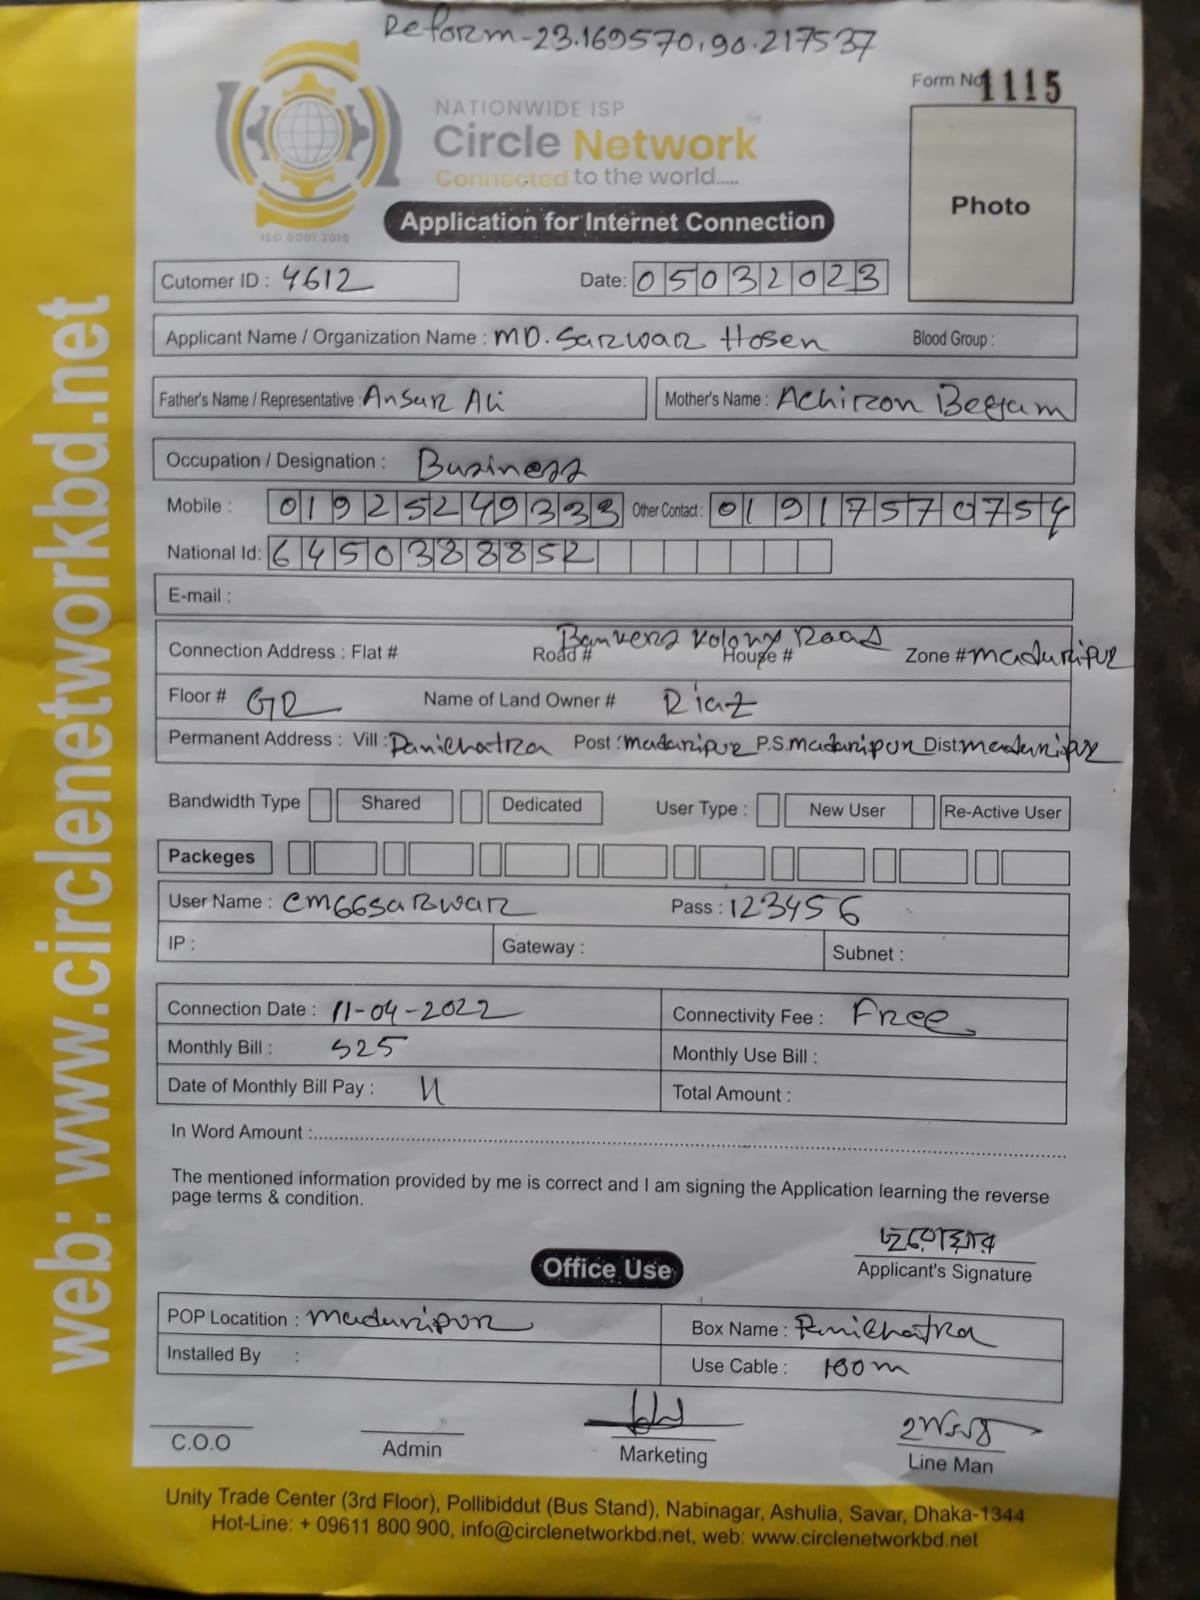 Reform-23.169570,90.217537
Form No 1115
NATIONWIDE ISP
Circle Network
Connected to the world.....
ISO 9001:2015
Photo
Application for Internet Connection
Cutomer ID : 4612 Date: 05032023
Applicant Name / Organization Name : MD. Sarwar Hosen Blood Group :
Father's Name / Representative : Ansur Ali Mother's Name : Achiron Begam
Occupation / Designation : Business
Mobile : 01925249333 Other Contact : 01917570754
National Id: 6450388852
E-mail :
Bankers Kolony Road
Connection Address : Flat # Road # House # Zone # Madaripur
Floor # GR Name of Land Owner # Riaz
Permanent Address : Vill : Panichatra Post : Madaripur P.S. Madaripur Dist: Madaripur
Bandwidth Type Shared Dedicated User Type : New User Re-Active User
Packeges
User Name : cm66sarwar Pass : 123456
IP : Gateway : Subnet :
Connection Date : 11-04-2022 Connectivity Fee : Free
Monthly Bill : 525 Monthly Use Bill :
Date of Monthly Bill Pay : 11 Total Amount :
In Word Amount :
The mentioned information provided by me is correct and I am signing the Application learning the reverse
page terms & condition.
Applicant's Signature
Office Use
POP Locatition : Madaripur Box Name : Panichatra
Installed By : Use Cable : 100m
C.O.O Admin Marketing Line Man
Unity Trade Center (3rd Floor), Pollibiddut (Bus Stand), Nabinagar, Ashulia, Savar, Dhaka-1344
Hot-Line: + 09611 800 900, info@circlenetworkbd.net, web: www.circlenetworkbd.net
web: www.circlenetworkbd.net